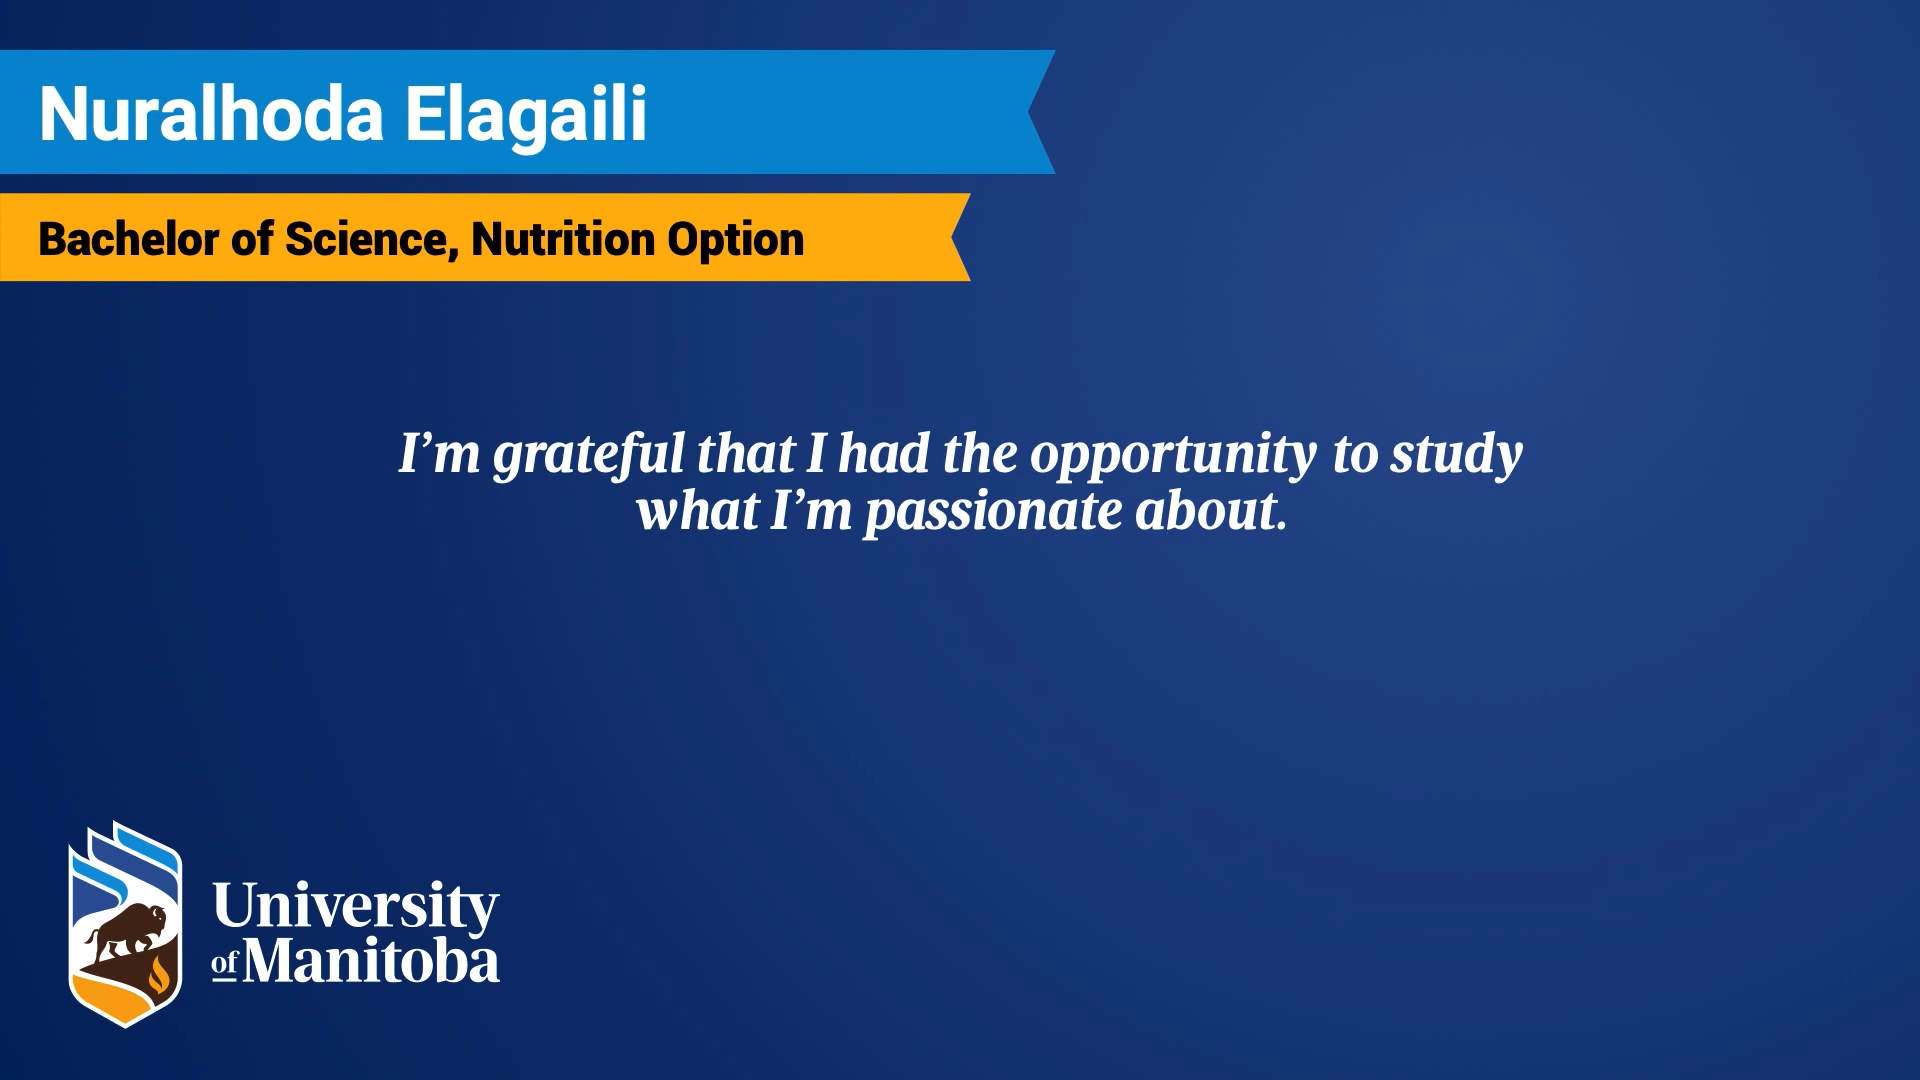 Nuralhoda Elagaili
Bachelor of Science, Nutrition Option
I’m grateful that I had the opportunity to study
what I’m passionate about.
University
of Manitoba